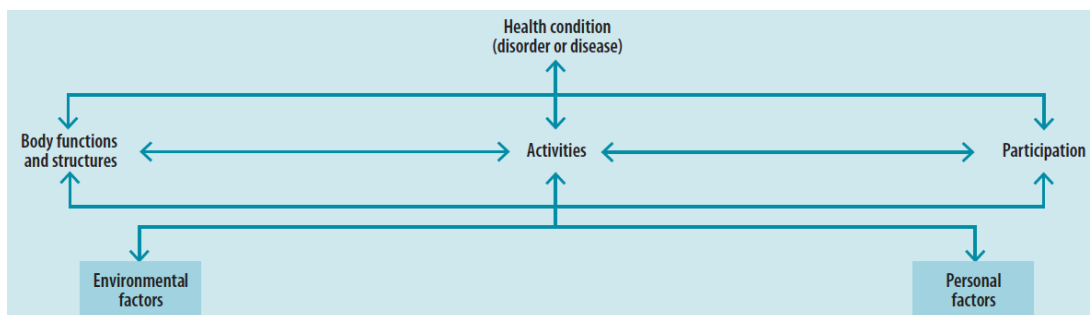 Health condition
(disorder or disease)
Body functions
and structures
Activities
Participation
Environmental
factors
Personal
factors